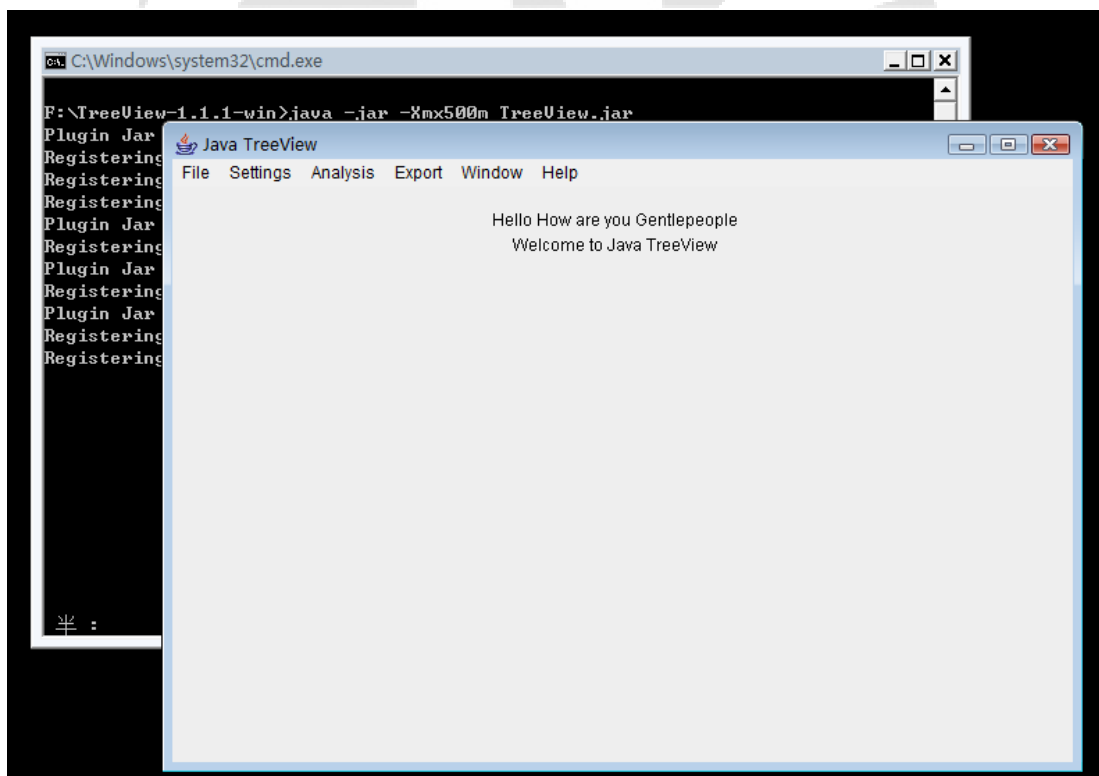 C:\Windows\system32\cmd.exe
F:\TreeView-1.1.1-win>java -jar -Xmx500m TreeView.jar
Plugin Jar
Registering
Registering
Registering
Plugin Jar
Registering
Plugin Jar
Registering
Plugin Jar
Registering
Registering
半 :
Java TreeView
File Settings Analysis Export Window Help
Hello How are you Gentlepeople
Welcome to Java TreeView